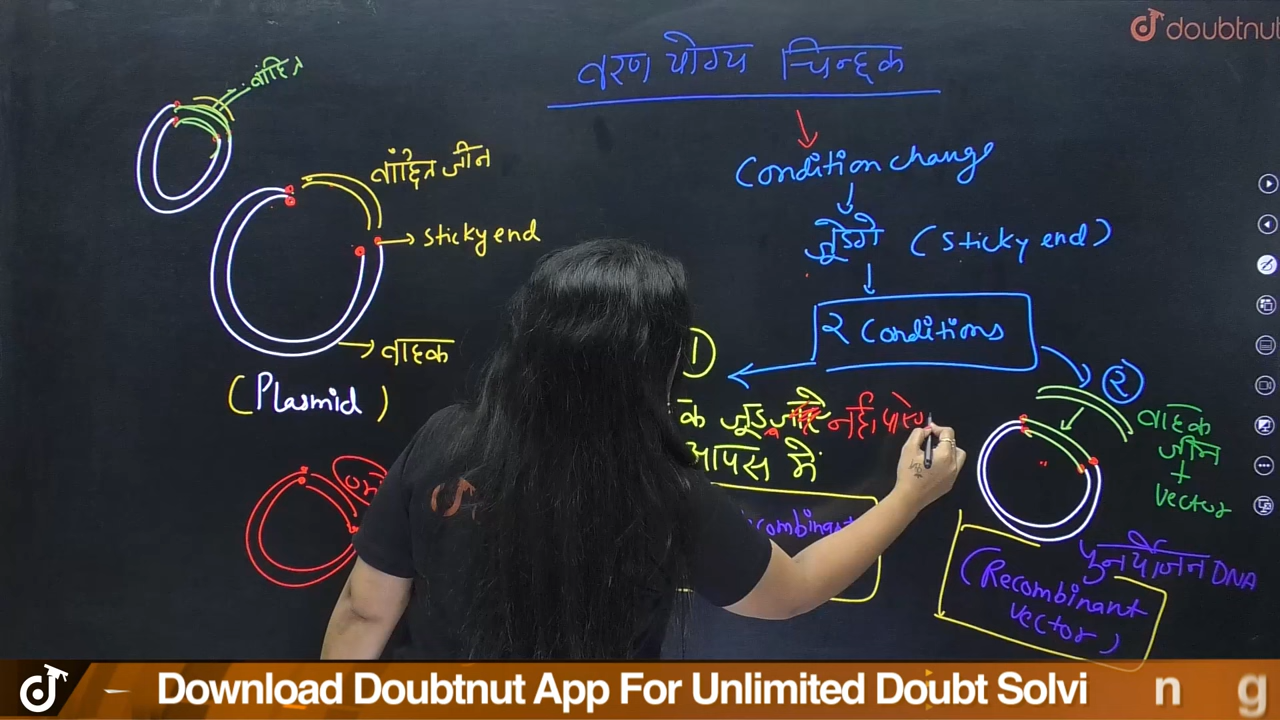 doubtnut
वरण योग्य चिन्हक
वांछित
Condition change
वांछित जीन
sticky end
जूडेगे (Sticky end)
2 Conditions
1
2
वाहक
(Plasmid)
के जूड
नही
आपस में
वाहक
जीन
+
Vector
पुनर्योजन DNA
(Recombinant
vector)
Download Doubtnut App For Unlimited Doubt Solvi n g